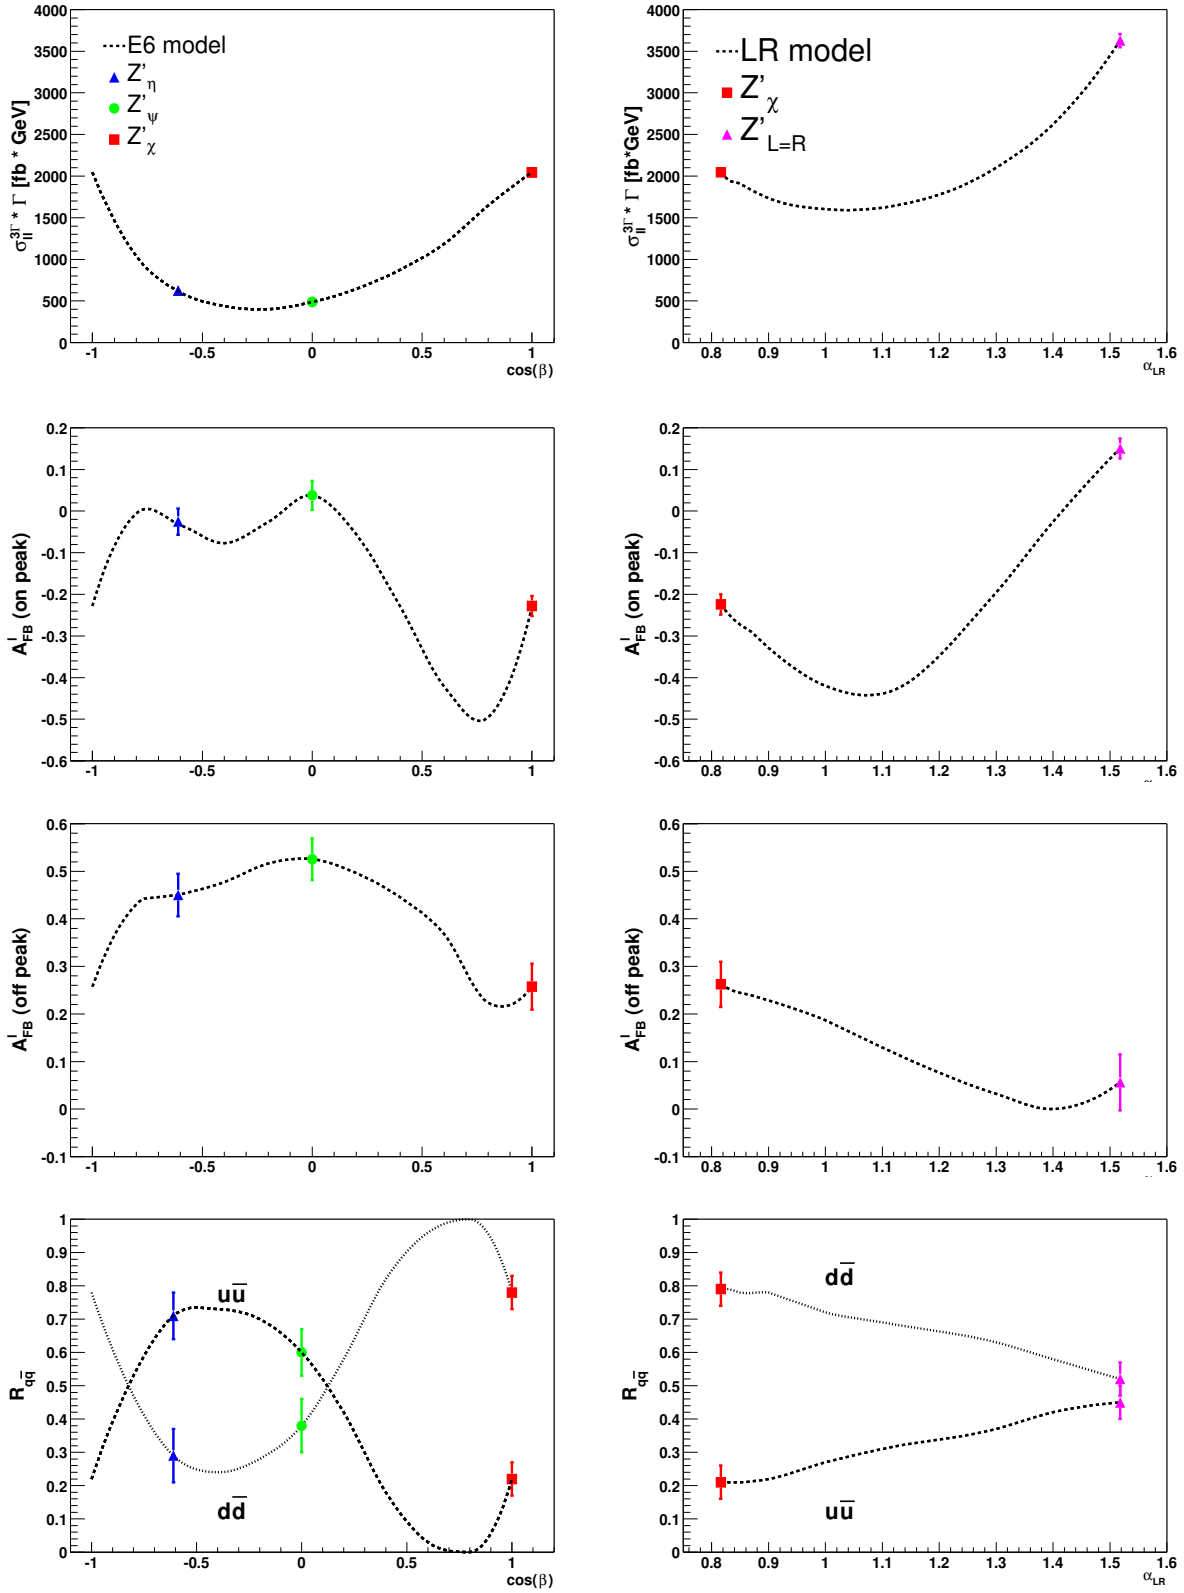 4000
3500
3000
2500
2000
1500
1000
500
0
σ_ll^3Γ * Γ [fb * GeV]
E6 model
Z'_η
Z'_ψ
Z'_χ
-1 -0.5 0 0.5 1
cos(β)
4000
3500
3000
2500
2000
1500
1000
500
0
σ_ll^3Γ * Γ [fb*GeV]
LR model
Z'_χ
Z'_L=R
0.8 0.9 1 1.1 1.2 1.3 1.4 1.5 1.6
α_LR
0.2
0.1
0
-0.1
-0.2
-0.3
-0.4
-0.5
-0.6
A_FB^l (on peak)
-1 -0.5 0 0.5 1
0.2
0.1
0
-0.1
-0.2
-0.3
-0.4
-0.5
-0.6
A_FB^l (on peak)
0.8 0.9 1 1.1 1.2 1.3 1.4 1.5 1.6
0.6
0.5
0.4
0.3
0.2
0.1
0
-0.1
A_FB^l (off peak)
-1 -0.5 0 0.5 1
0.6
0.5
0.4
0.3
0.2
0.1
0
-0.1
A_FB^l (off peak)
0.8 0.9 1 1.1 1.2 1.3 1.4 1.5 1.6
1
0.9
0.8
0.7
0.6
0.5
0.4
0.3
0.2
0.1
0
R_qq̅
uu̅
dd̅
-1 -0.5 0 0.5 1
cos(β)
1
0.9
0.8
0.7
0.6
0.5
0.4
0.3
0.2
0.1
0
R_qq̅
dd̅
uu̅
0.8 0.9 1 1.1 1.2 1.3 1.4 1.5 1.6
α_LR